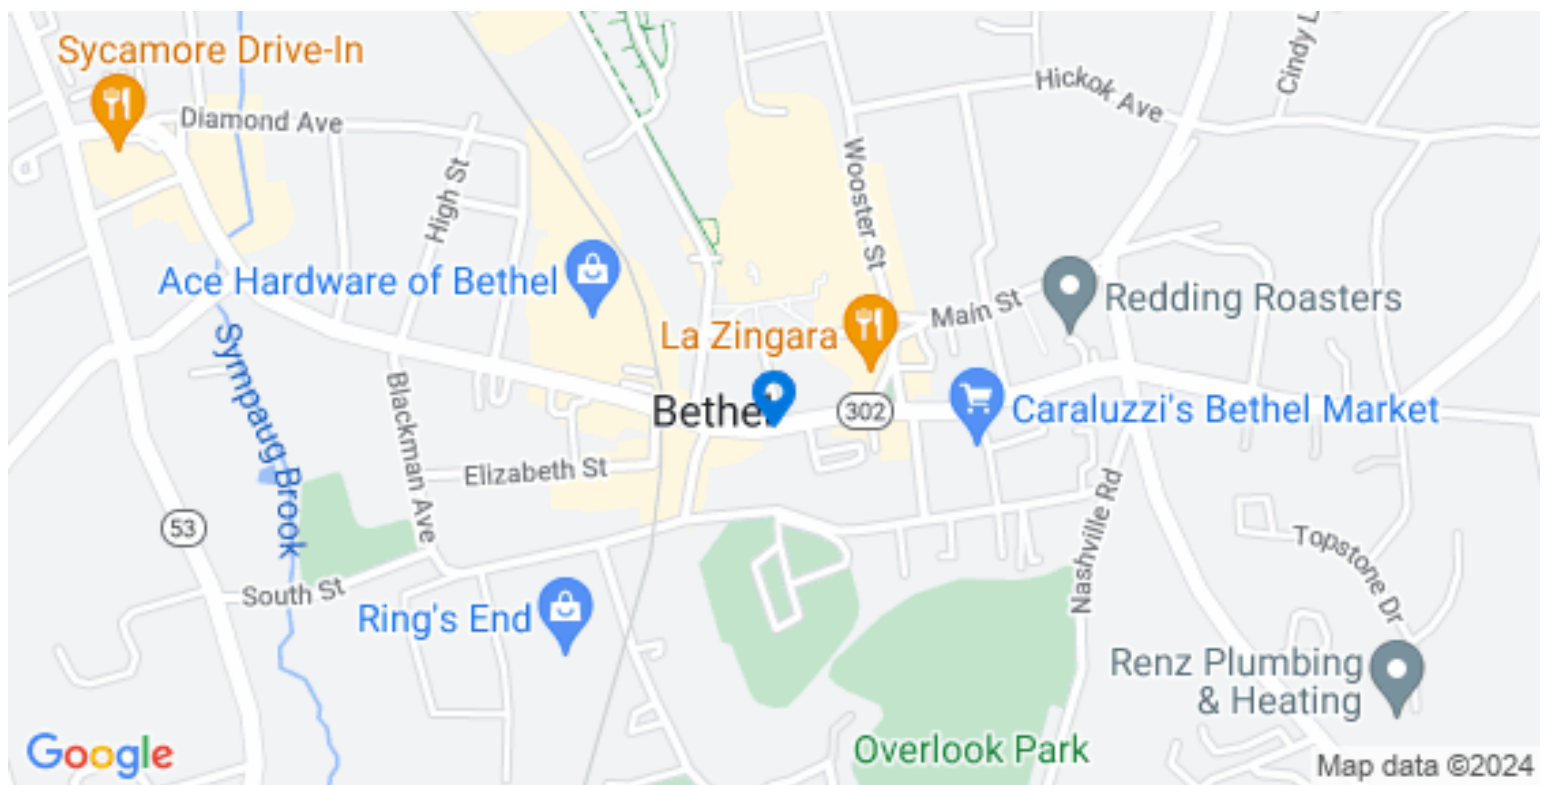 Sycamore Drive-In
Diamond Ave
High St
Hickok Ave
Cindy L
Wooster St
Ace Hardware of Bethel
Main St
Redding Roasters
La Zingara
Sympaug Brook
Blackman Ave
Bethel
302
Caraluzzi's Bethel Market
Elizabeth St
53
Nashville Rd
Topstone Dr
South St
Ring's End
Renz Plumbing
& Heating
Overlook Park
Google
Map data ©2024